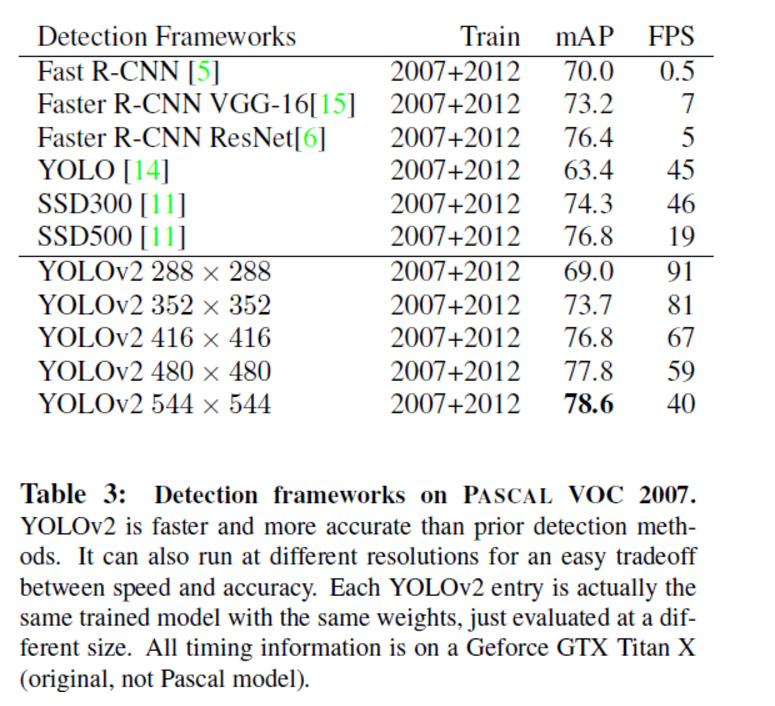 Detection Frameworks Train mAP FPS
Fast R-CNN [5] 2007+2012 70.0 0.5
Faster R-CNN VGG-16[15] 2007+2012 73.2 7
Faster R-CNN ResNet[6] 2007+2012 76.4 5
YOLO [14] 2007+2012 63.4 45
SSD300 [11] 2007+2012 74.3 46
SSD500 [11] 2007+2012 76.8 19
YOLOv2 288 × 288 2007+2012 69.0 91
YOLOv2 352 × 352 2007+2012 73.7 81
YOLOv2 416 × 416 2007+2012 76.8 67
YOLOv2 480 × 480 2007+2012 77.8 59
YOLOv2 544 × 544 2007+2012 78.6 40
Table 3: Detection frameworks on PASCAL VOC 2007.
YOLOv2 is faster and more accurate than prior detection meth-
ods. It can also run at different resolutions for an easy tradeoff
between speed and accuracy. Each YOLOv2 entry is actually the
same trained model with the same weights, just evaluated at a dif-
ferent size. All timing information is on a Geforce GTX Titan X
(original, not Pascal model).